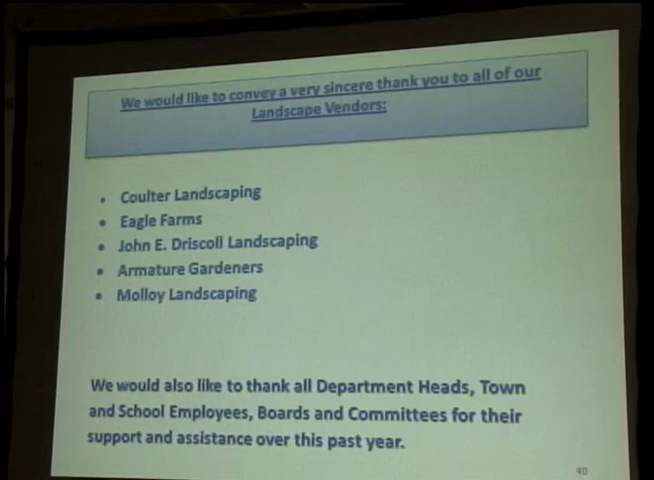 We would like to convey a very sincere thank you to all of our
Landscape Vendors:
• Coulter Landscaping
• Eagle Farms
• John E. Driscoll Landscaping
• Armature Gardeners
• Molloy Landscaping
We would also like to thank all Department Heads, Town
and School Employees, Boards and Committees for their
support and assistance over this past year.
40